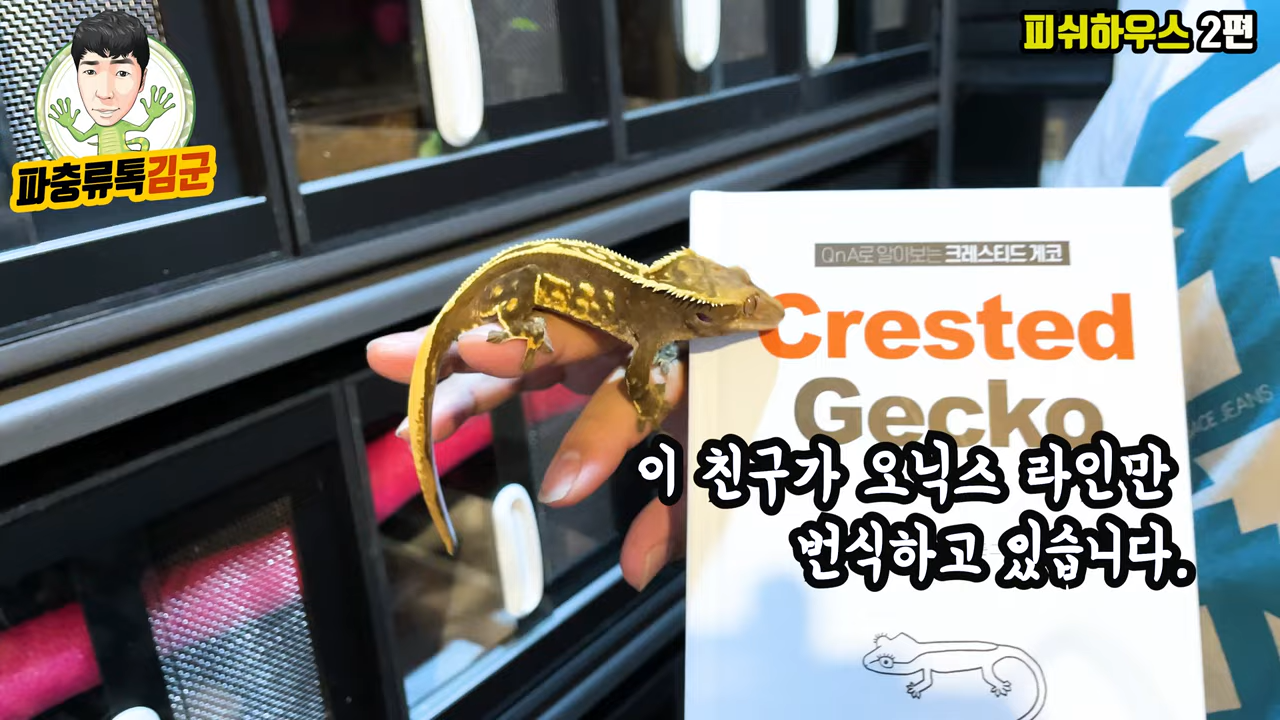 피쉬하우스 2편
파충류톡김군
QnA로 알아보는 크레스티드 게코
Crested
Gecko
이 친구가 오닉스 라인만
번식하고 있습니다.